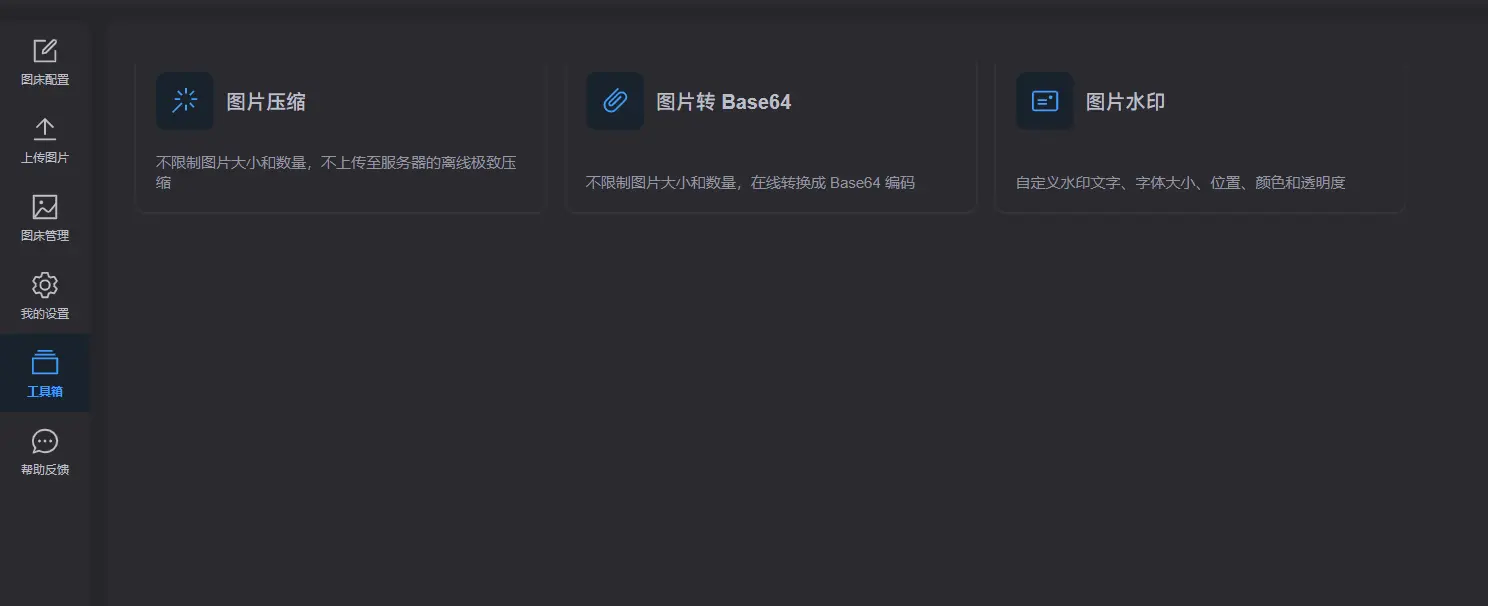 图床配置
上传图片
图床管理
我的设置
工具箱
帮助反馈
图片压缩
不限制图片大小和数量，不上传至服务器的离线极致压
缩
图片转 Base64
不限制图片大小和数量，在线转换成 Base64 编码
图片水印
自定义水印文字、字体大小、位置、颜色和透明度